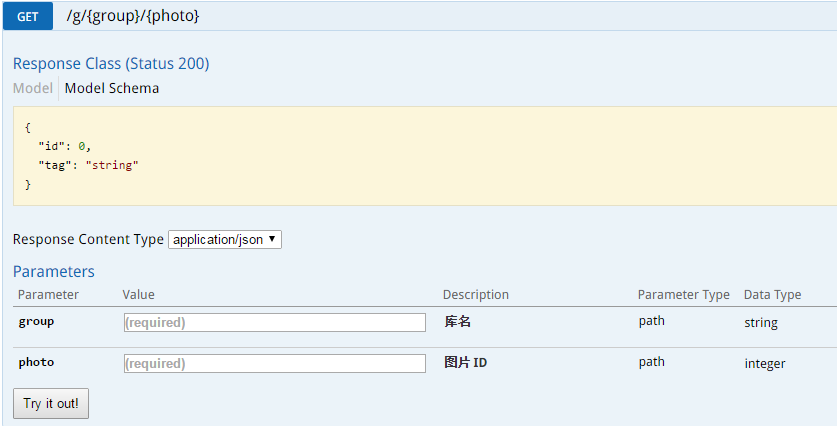 GET /g/{group}/{photo}
Response Class (Status 200)
Model Model Schema
{
"id": 0,
"tag": "string"
}
Response Content Type application/json
Parameters
Parameter Value Description Parameter Type Data Type
group (required) 库名 path string
photo (required) 图片 ID path integer
Try it out!